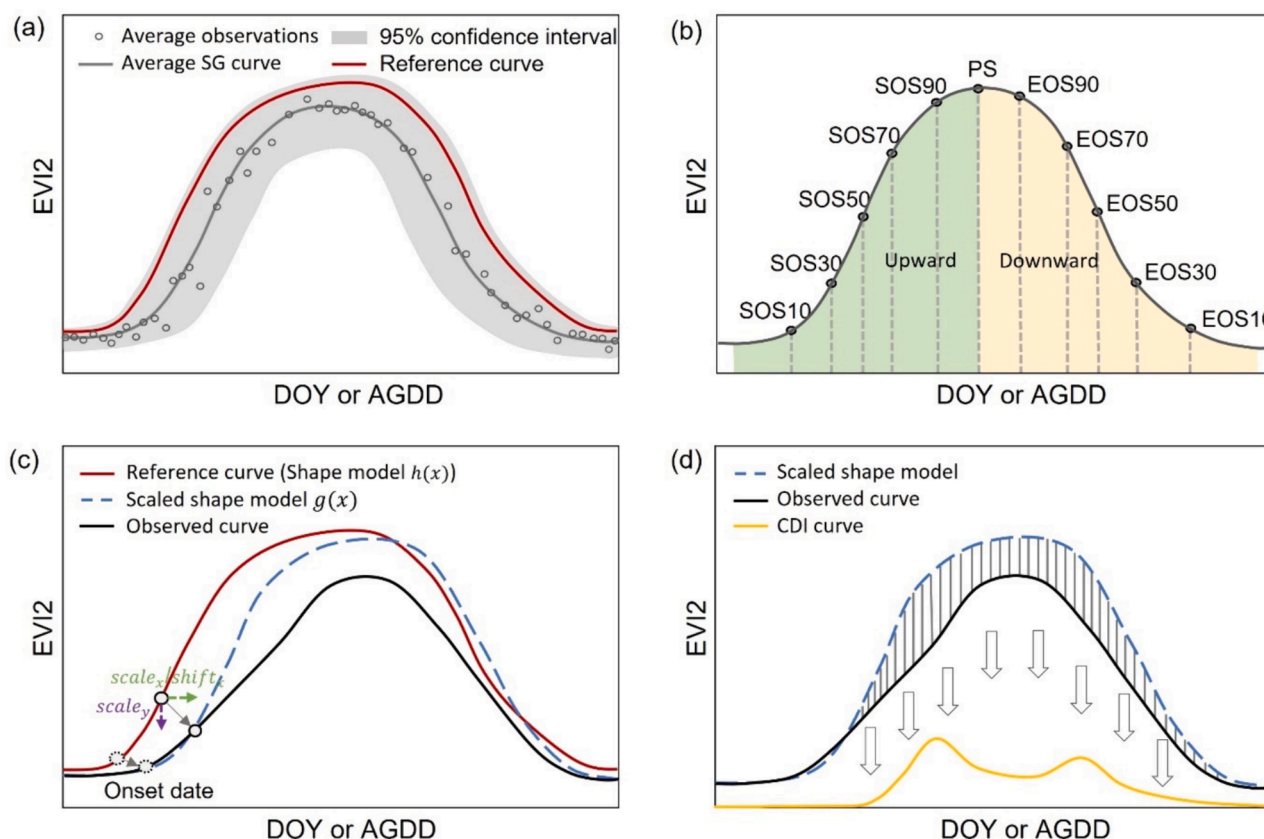 (a)
Average observations
95% confidence interval
Average SG curve
Reference curve
EVI2
DOY or AGDD
(b)
PS
SOS90
EOS90
SOS70
EOS70
SOS50
EOS50
SOS30
Upward
Downward
EOS30
SOS10
EOS10
EVI2
DOY or AGDD
(c)
Reference curve (Shape model h(x))
Scaled shape model g(x)
Observed curve
scaleₓ/shiftₓ
scale_y
Onset date
EVI2
DOY or AGDD
(d)
Scaled shape model
Observed curve
CDI curve
EVI2
DOY or AGDD